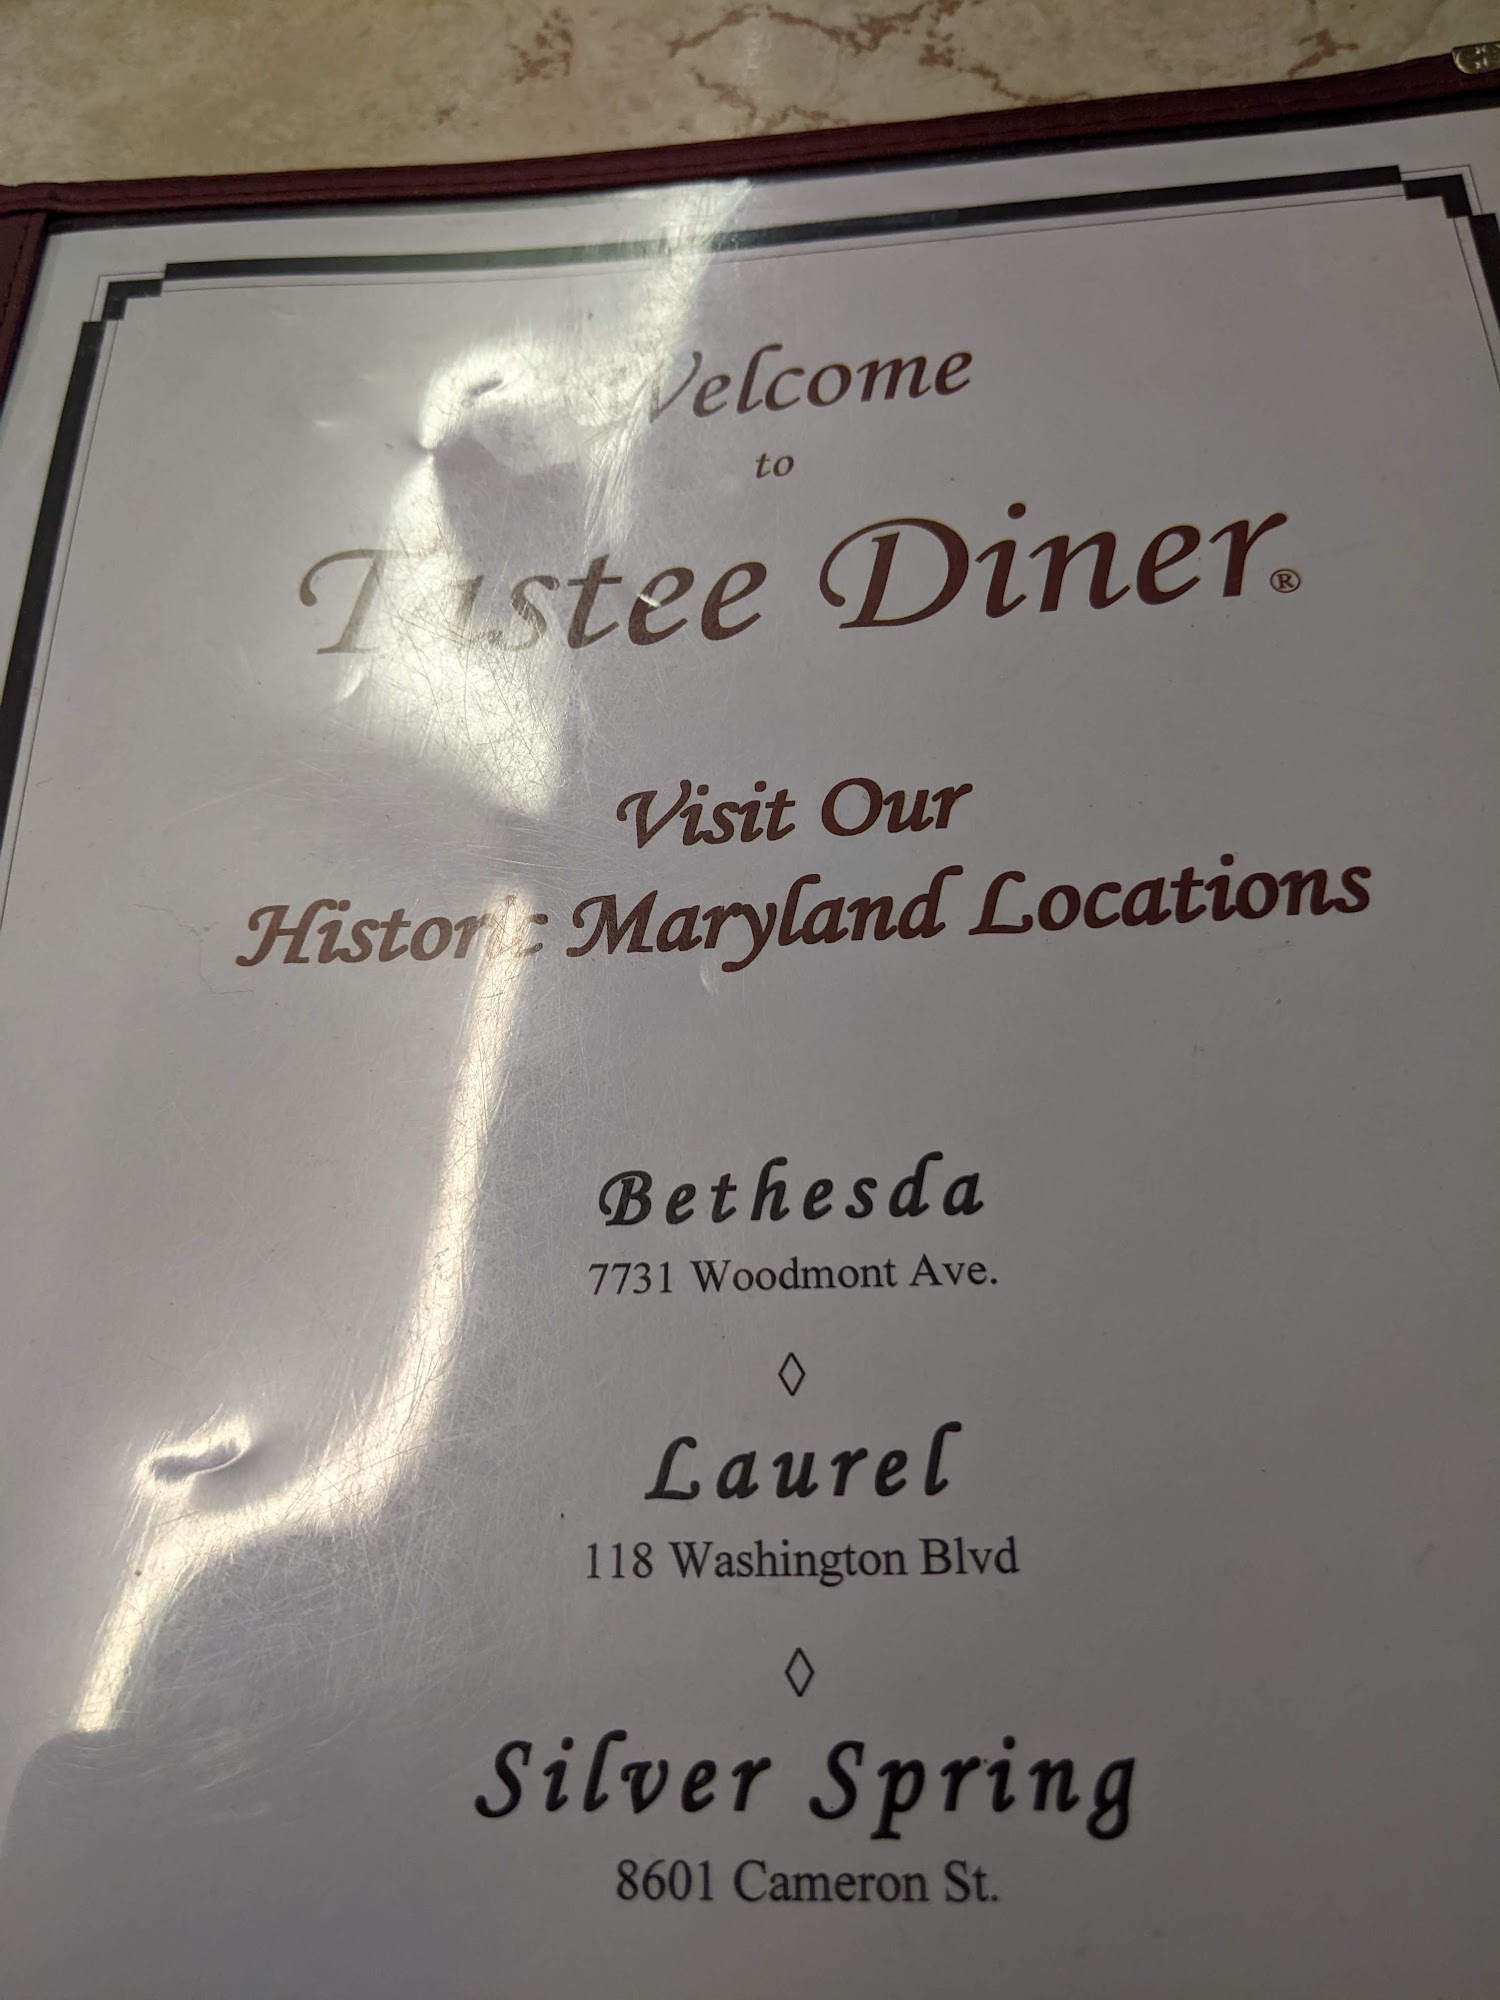 Welcome
to
Tastee Diner®
Visit Our
Historic Maryland Locations
Bethesda
7731 Woodmont Ave.
◊
Laurel
118 Washington Blvd
◊
Silver Spring
8601 Cameron St.